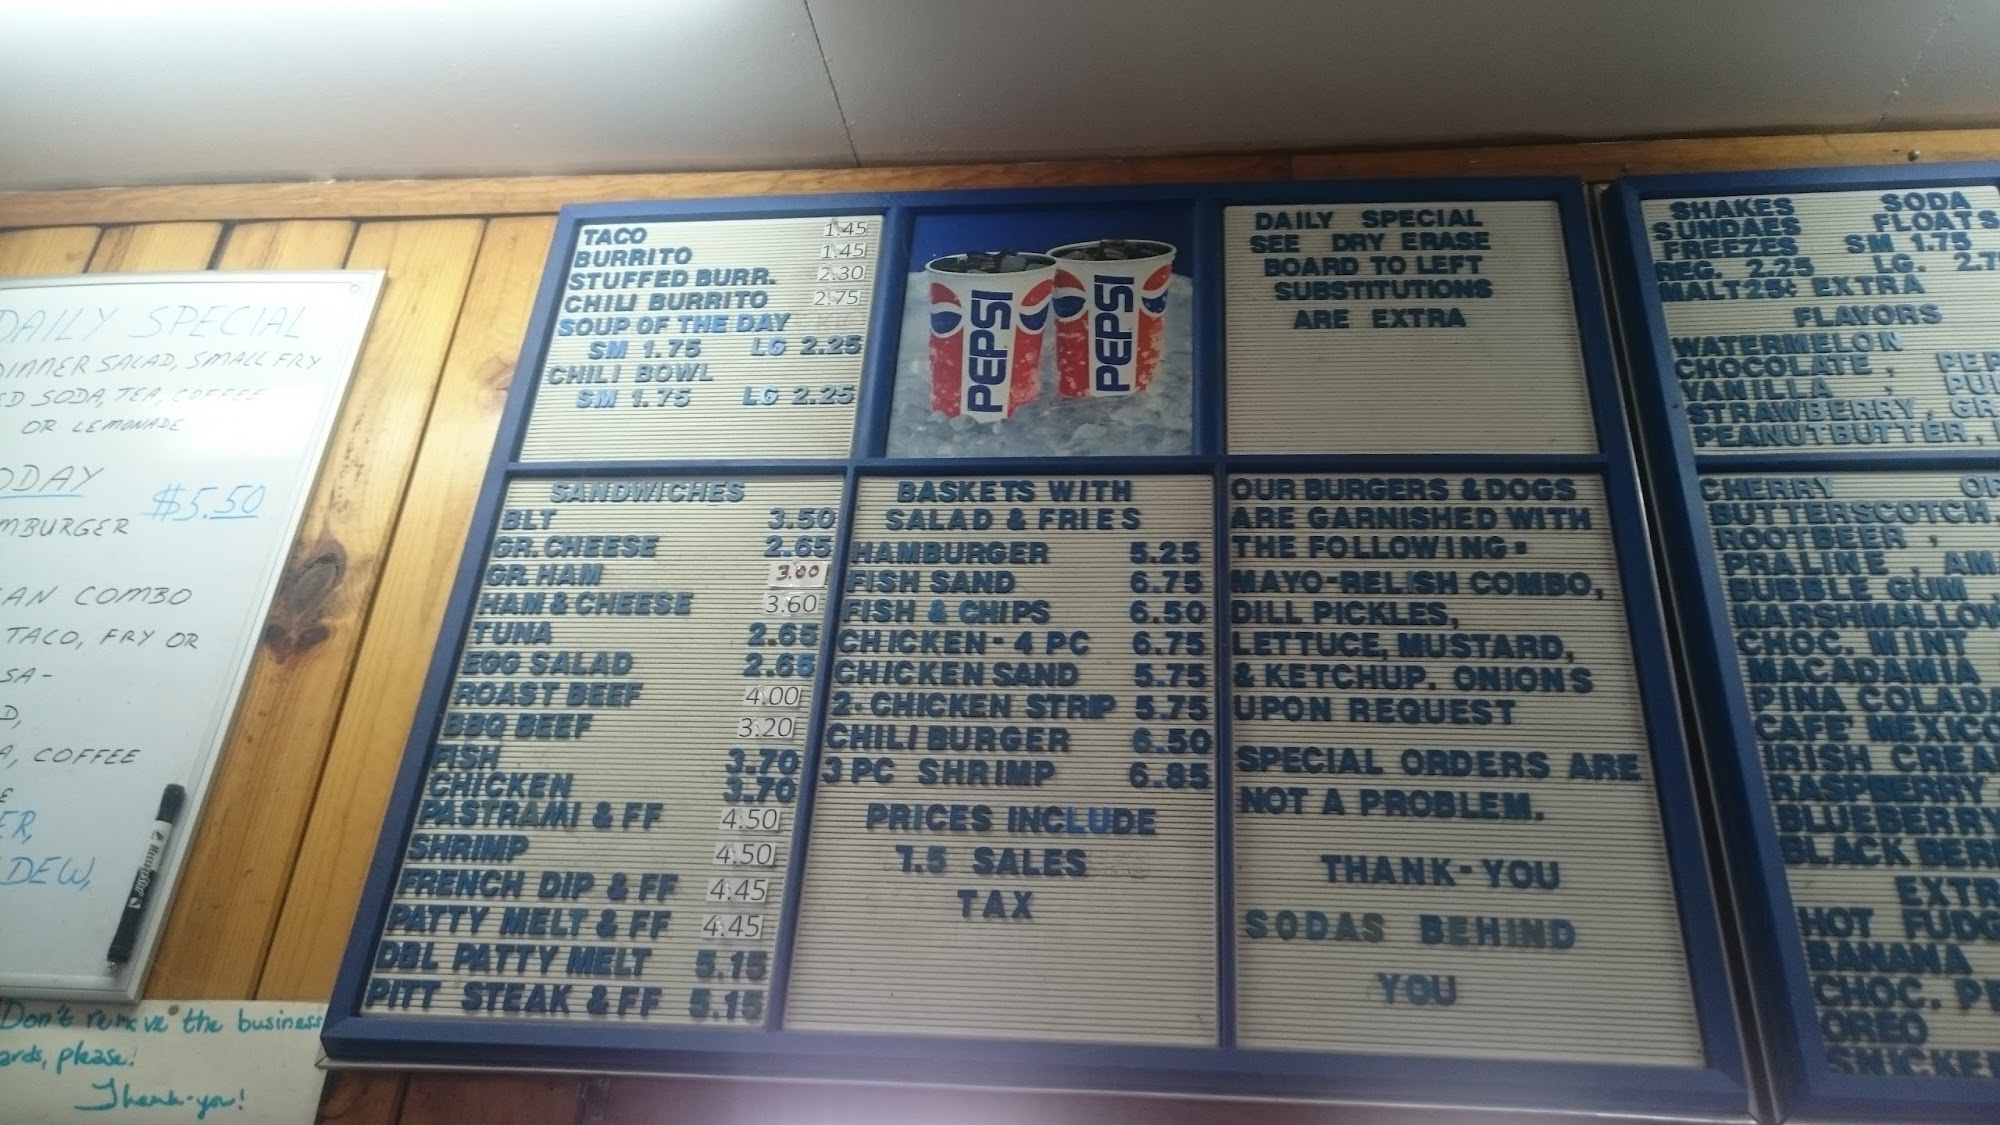 DAILY SPECIAL
DINNER SALAD, SMALL FRY
SODA, TEA, COFFEE
OR LEMONADE
$5.50
COMBO
TACO, FRY OR
COFFEE
DEW,
Don't remove the business
please!
Thank-you!
TACO 1.45
BURRITO 1.45
STUFFED BURR. 2.30
CHILI BURRITO 2.75
SOUP OF THE DAY
SM 1.75 LG 2.25
CHILI BOWL
SM 1.75 LG 2.25
PEPSI PEPSI
DAILY SPECIAL
SEE DRY ERASE
BOARD TO LEFT
SUBSTITUTIONS
ARE EXTRA
SANDWICHES
BLT 3.50
GR. CHEESE 2.65
GR. HAM 3.00
HAM & CHEESE 3.60
TUNA 2.65
EGG SALAD 2.65
ROAST BEEF 4.00
BBQ BEEF 3.20
FISH 3.70
CHICKEN 3.70
PASTRAMI & FF 4.50
SHRIMP 4.50
FRENCH DIP & FF 4.45
PATTY MELT & FF 4.45
DBL PATTY MELT 5.15
PITT STEAK & FF 5.15
BASKETS WITH
SALAD & FRIES
HAMBURGER 5.25
FISH SAND 6.75
FISH & CHIPS 6.50
CHICKEN - 4 PC 6.75
CHICKEN SAND 5.75
2 - CHICKEN STRIP 5.75
CHILI BURGER 6.50
3 PC SHRIMP 6.85
PRICES INCLUDE
7.5 SALES
TAX
OUR BURGERS & DOGS
ARE GARNISHED WITH
THE FOLLOWING -
MAYO-RELISH COMBO,
DILL PICKLES,
LETTUCE, MUSTARD,
& KETCHUP. ONIONS
UPON REQUEST
SPECIAL ORDERS ARE
NOT A PROBLEM.
THANK-YOU
SODAS BEHIND
YOU
SHAKES SODA
SUNDAES FLOATS
FREEZES SM 1.75
REG. 2.25 LG.
MALT 25¢ EXTRA
FLAVORS
WATERMELON
CHOCOLATE,
VANILLA,
STRAWBERRY,
PEANUTBUTTER,
CHERRY
BUTTERSCOTCH,
ROOTBEER,
PRALINE,
BUBBLE GUM
MARSHMALLOW
CHOC. MINT
MACADAMIA
PINA COLADA
CAFE' MEXICO
IRISH
RASPBERRY
BLUEBERRY
BLACK
HOT
BANANA
CHOC.
OREO